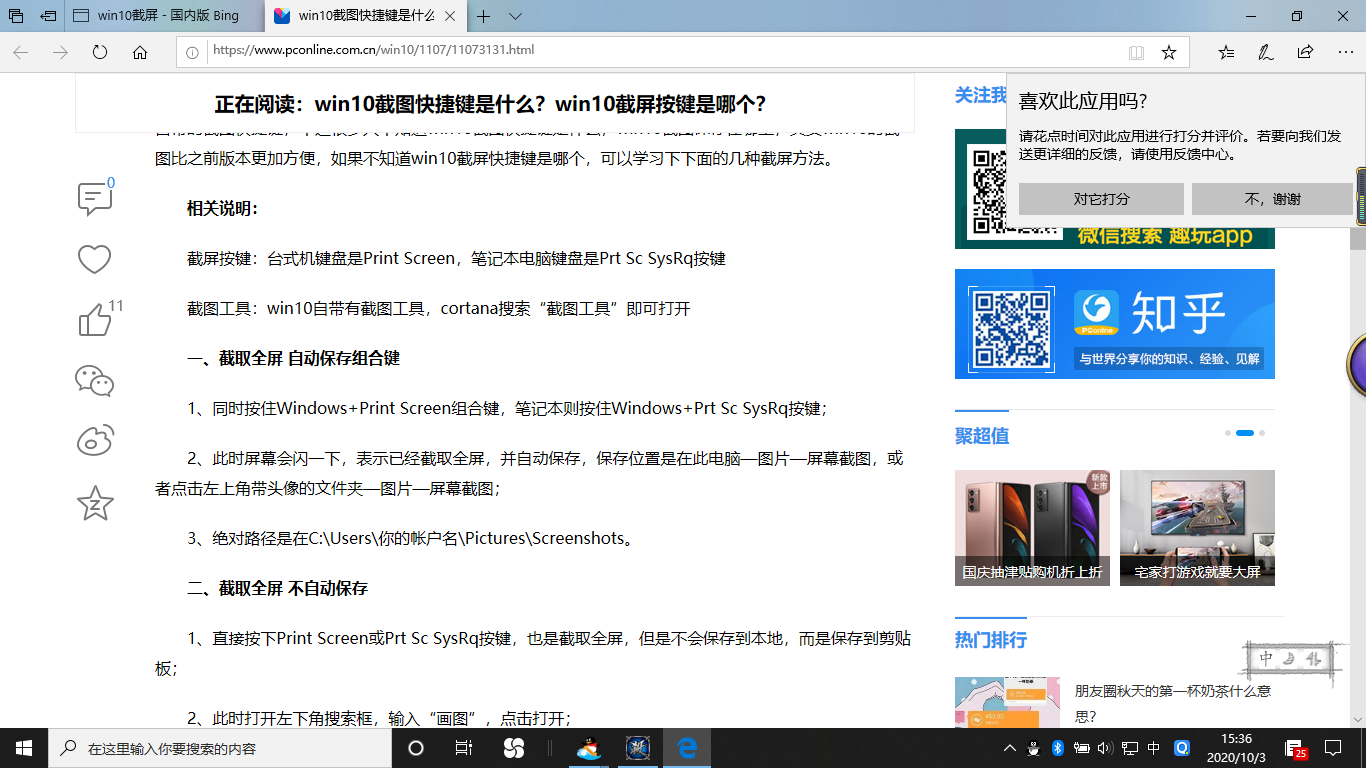 win10截屏 - 国内版 Bing
win10截图快捷键是什么
https://www.pconline.com.cn/win10/1107/11073131.html
正在阅读：win10截图快捷键是什么？win10截屏按键是哪个？
图比之前版本更加方便，如果不知道win10截屏快捷键是哪个，可以学习下下面的几种截屏方法。
相关说明：
截屏按键：台式机键盘是Print Screen，笔记本电脑键盘是Prt Sc SysRq按键
截图工具：win10自带有截图工具，cortana搜索“截图工具”即可打开
一、截取全屏 自动保存组合键
1、同时按住Windows+Print Screen组合键，笔记本则按住Windows+Prt Sc SysRq按键；
2、此时屏幕会闪一下，表示已经截取全屏，并自动保存，保存位置是在此电脑—图片—屏幕截图，或
者点击左上角带头像的文件夹—图片—屏幕截图；
3、绝对路径是在C:\Users\你的帐户名\Pictures\Screenshots。
二、截取全屏 不自动保存
1、直接按下Print Screen或Prt Sc SysRq按键，也是截取全屏，但是不会保存到本地，而是保存到剪贴
板；
2、此时打开左下角搜索框，输入“画图”，点击打开；
0
11
关注我
喜欢此应用吗?
请花点时间对此应用进行打分并评价。若要向我们发
送更详细的反馈，请使用反馈中心。
对它打分
不，谢谢
微信搜索 趣玩app
PConline
知乎
与世界分享你的知识、经验、见解
聚超值
新款
上市
国庆抽津贴购机折上折
宅家打游戏就要大屏
热门排行
朋友圈秋天的第一杯奶茶什么意
思？
中
在这里输入你要搜索的内容
中
15:36
2020/10/3
25